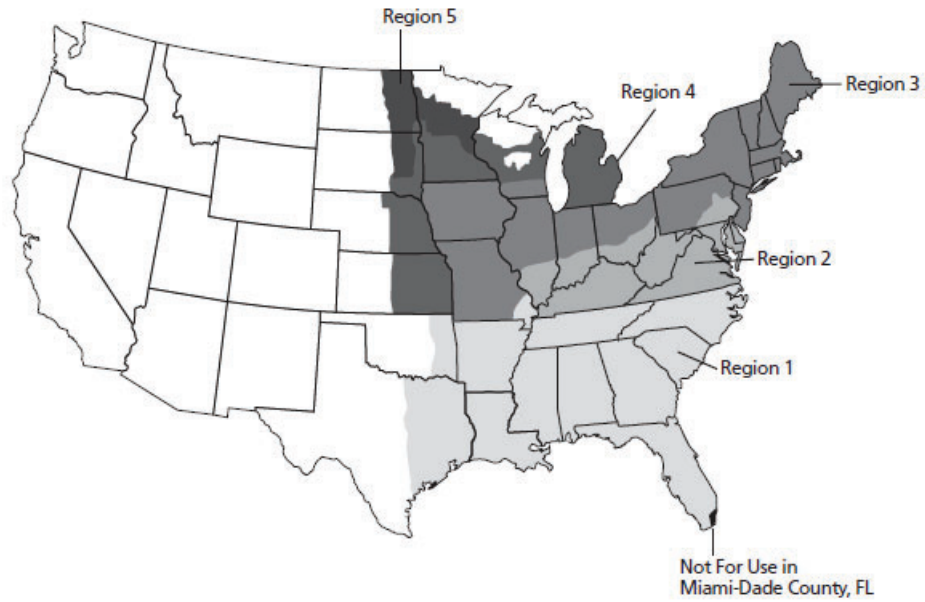 Region 5
Region 4
Region 3
Region 2
Region 1
Not For Use in
Miami-Dade County, FL